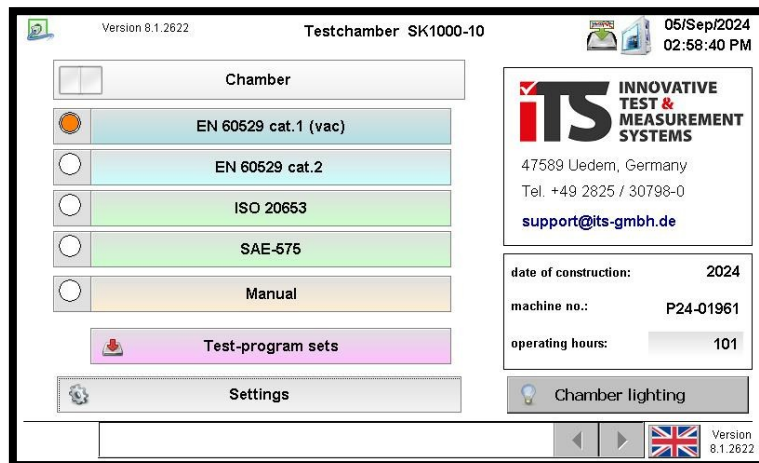 Version 8.1.2622
Testchamber SK1000-10
05/Sep/2024
02:58:40 PM
Chamber
EN 60529 cat.1 (vac)
EN 60529 cat.2
ISO 20653
SAE-575
Manual
Test-program sets
Settings
iTS
INNOVATIVE
TEST &
MEASUREMENT
SYSTEMS
47589 Uedem, Germany
Tel. +49 2825 / 30798-0
support@its-gmbh.de
date of construction: 2024
machine no.: P24-01961
operating hours: 101
Chamber lighting
Version
8.1.2622